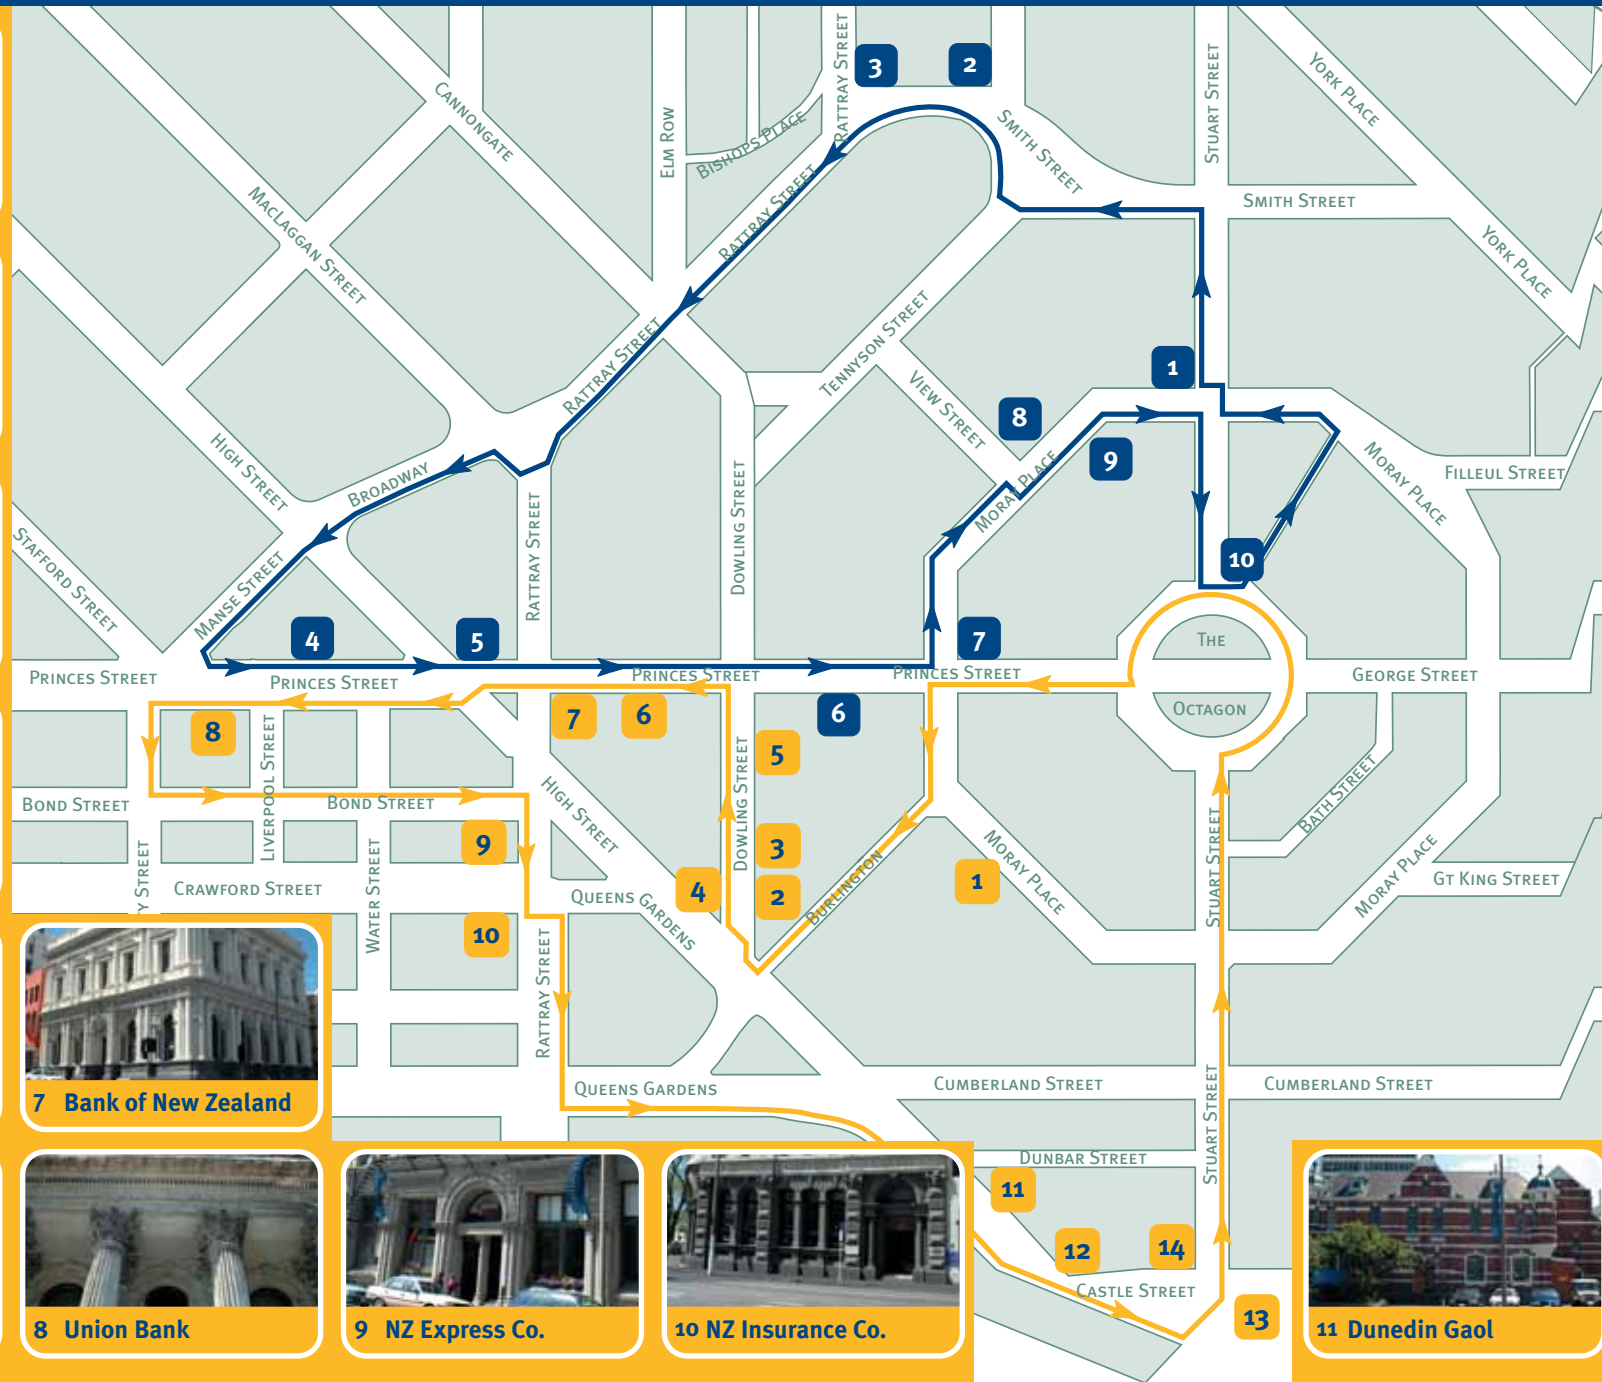 3
2
RATTRAY STREET
STUART STREET
YORK PLACE
CANNONGATE
ELM ROW
BISHOPS PLACE
SMITH STREET
SMITH STREET
RATTRAY STREET
MACLAGGAN STREET
YORK PLACE
TENNYSON STREET
RATTRAY STREET
VIEW STREET
1
8
9
HIGH STREET
BROADWAY
MORAY PLACE
MORAY PLACE
FILLEUL STREET
STAFFORD STREET
MANSE STREET
RATTRAY STREET
DOWLING STREET
10
4
5
7
THE
OCTAGON
PRINCES STREET
PRINCES STREET
PRINCES STREET
PRINCES STREET
GEORGE STREET
8
7
6
6
5
LIVERPOOL STREET
DOWLING STREET
HIGH STREET
BOND STREET
BOND STREET
BATH STREET
STUART STREET
9
3
4
2
1
BURLINGTON
MORAY PLACE
MORAY PLACE
GT KING STREET
CRAWFORD STREET
Y STREET
WATER STREET
QUEENS GARDENS
10
RATTRAY STREET
QUEENS GARDENS
CUMBERLAND STREET
CUMBERLAND STREET
STUART STREET
DUNBAR STREET
11
12
14
CASTLE STREET
13
7 Bank of New Zealand
8 Union Bank
9 NZ Express Co.
10 NZ Insurance Co.
11 Dunedin Gaol